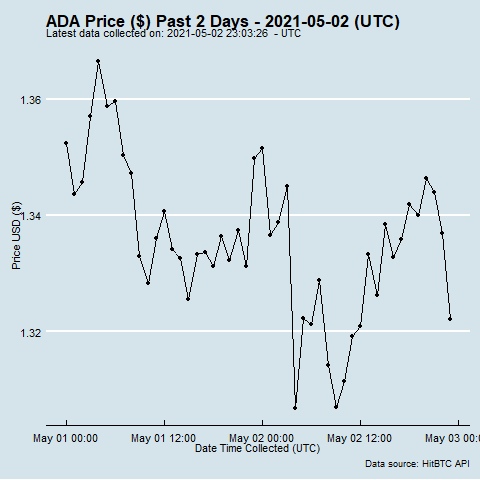 ADA Price ($) Past 2 Days - 2021-05-02 (UTC)
Latest data collected on: 2021-05-02 23:03:26 - UTC
1.36
1.34
1.32
Price USD ($)
May 01 00:00 May 01 12:00 May 02 00:00 May 02 12:00 May 03 00:0
Date Time Collected (UTC)
Data source: HitBTC API